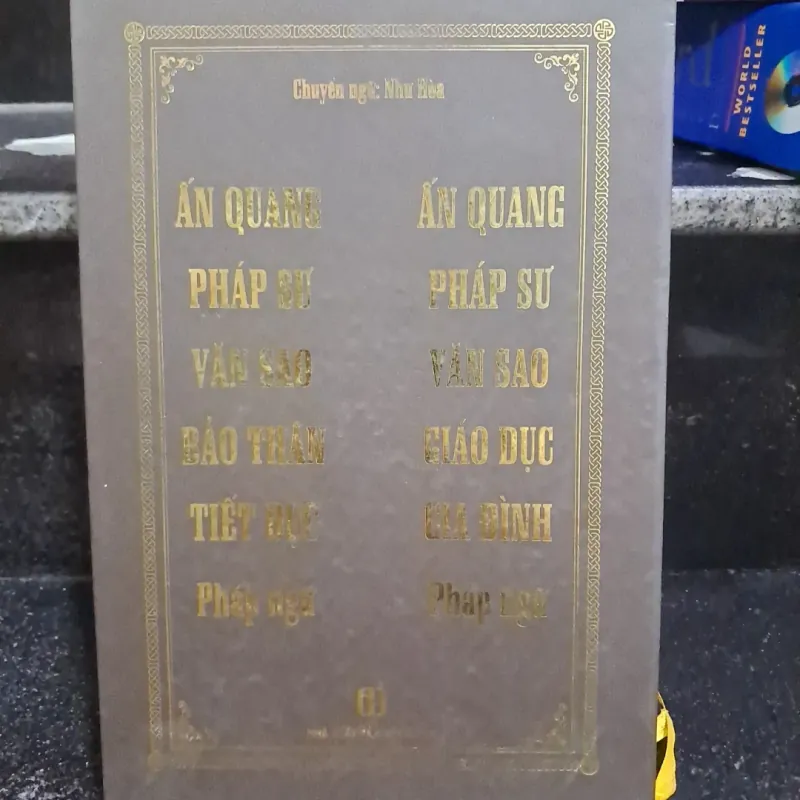 Chuyển ngữ: Như Hòa
ẤN QUANG
PHÁP SƯ
VĂN SAO
BẢO THÂN
TIẾT DỤC
Pháp ngữ
ẤN QUANG
PHÁP SƯ
VĂN SAO
GIÁO DỤC
GIA ĐÌNH
Pháp ngữ
WORLD
BESTSELLER